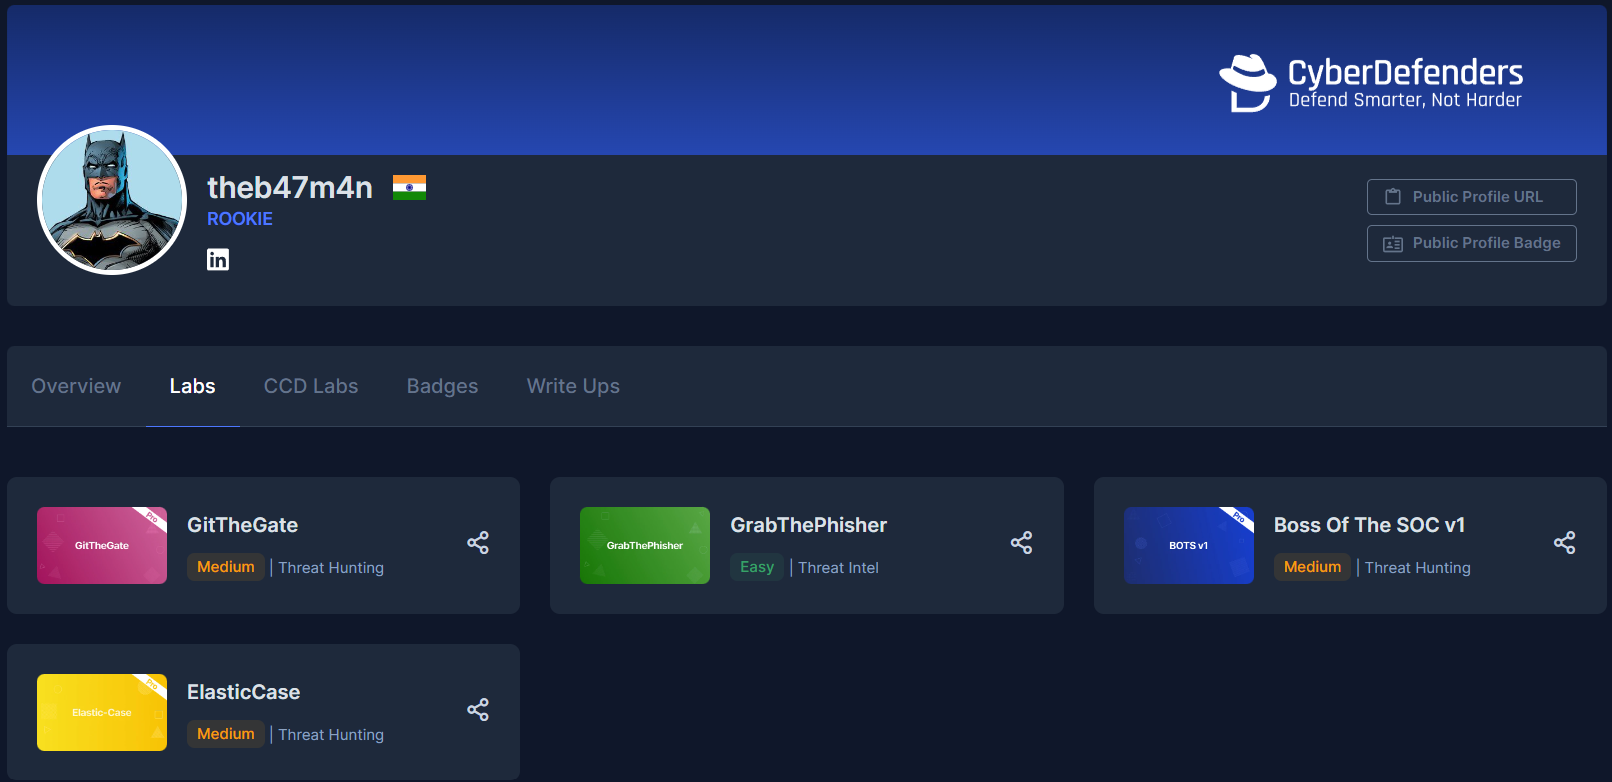 CyberDefenders
Defend Smarter, Not Harder
theb47m4n
ROOKIE
in
Public Profile URL
Public Profile Badge
Overview
Labs
CCD Labs
Badges
Write Ups
Pro
GitTheGate
GitTheGate
Medium | Threat Hunting
GrabThePhisher
GrabThePhisher
Easy | Threat Intel
Pro
BOTS v1
Boss Of The SOC v1
Medium | Threat Hunting
Pro
Elastic-Case
ElasticCase
Medium | Threat Hunting